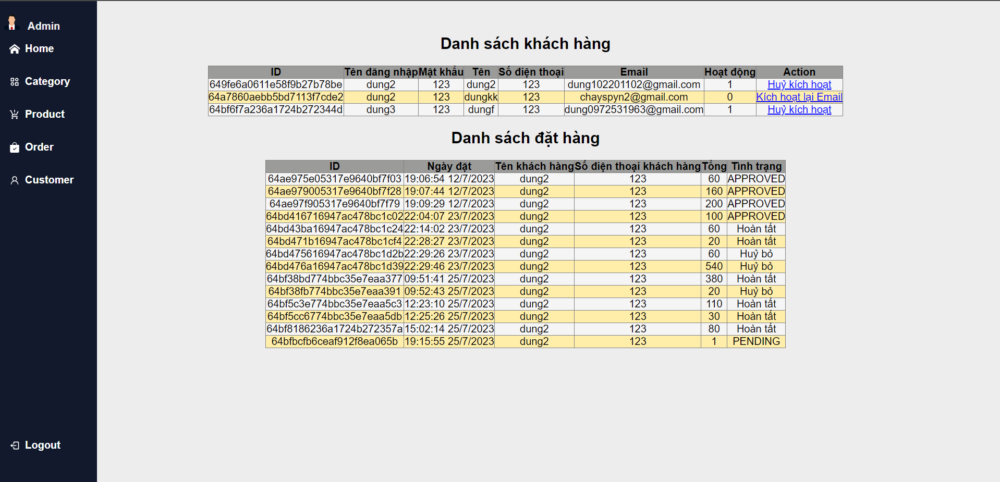 Admin
Home
Category
Product
Order
Customer
Logout
Danh sách khách hàng
ID Tên đăng nhập Mật khẩu Tên Số điện thoại Email Hoạt động Action
649fe6a0611e58f9b27b78be dung2 123 dung2 123 dung102201102@gmail.com 1 Huỷ kích hoạt
64a7860aebb5bd7113f7cde2 dung2 123 dungkk 123 chayspyn2@gmail.com 0 Kích hoạt lại Email
64bf6f7a236a1724b272344d dung3 123 dungf 123 dung0972531963@gmail.com 1 Huỷ kích hoạt
Danh sách đặt hàng
ID Ngày đặt Tên khách hàng Số điện thoại khách hàng Tổng Tình trạng
64ae975e05317e9640bf7f03 19:06:54 12/7/2023 dung2 123 60 APPROVED
64ae979005317e9640bf7f28 19:07:44 12/7/2023 dung2 123 160 APPROVED
64ae97f905317e9640bf7f79 19:09:29 12/7/2023 dung2 123 200 APPROVED
64bd416716947ac478bc1c02 22:04:07 23/7/2023 dung2 123 100 APPROVED
64bd43ba16947ac478bc1c24 22:14:02 23/7/2023 dung2 123 60 Hoàn tất
64bd471b16947ac478bc1cf4 22:28:27 23/7/2023 dung2 123 20 Hoàn tất
64bd475616947ac478bc1d2b 22:29:26 23/7/2023 dung2 123 60 Huỷ bỏ
64bd476a16947ac478bc1d39 22:29:46 23/7/2023 dung2 123 540 Huỷ bỏ
64bf38bd774bbc35e7eaa377 09:51:41 25/7/2023 dung2 123 380 Hoàn tất
64bf38fb774bbc35e7eaa391 09:52:43 25/7/2023 dung2 123 20 Huỷ bỏ
64bf5c3e774bbc35e7eaa5c3 12:23:10 25/7/2023 dung2 123 110 Hoàn tất
64bf5cc6774bbc35e7eaa5db 12:25:26 25/7/2023 dung2 123 30 Hoàn tất
64bf8186236a1724b272357a 15:02:14 25/7/2023 dung2 123 80 Hoàn tất
64bfbcfb6ceaf912f8ea065b 19:15:55 25/7/2023 dung2 123 1 PENDING